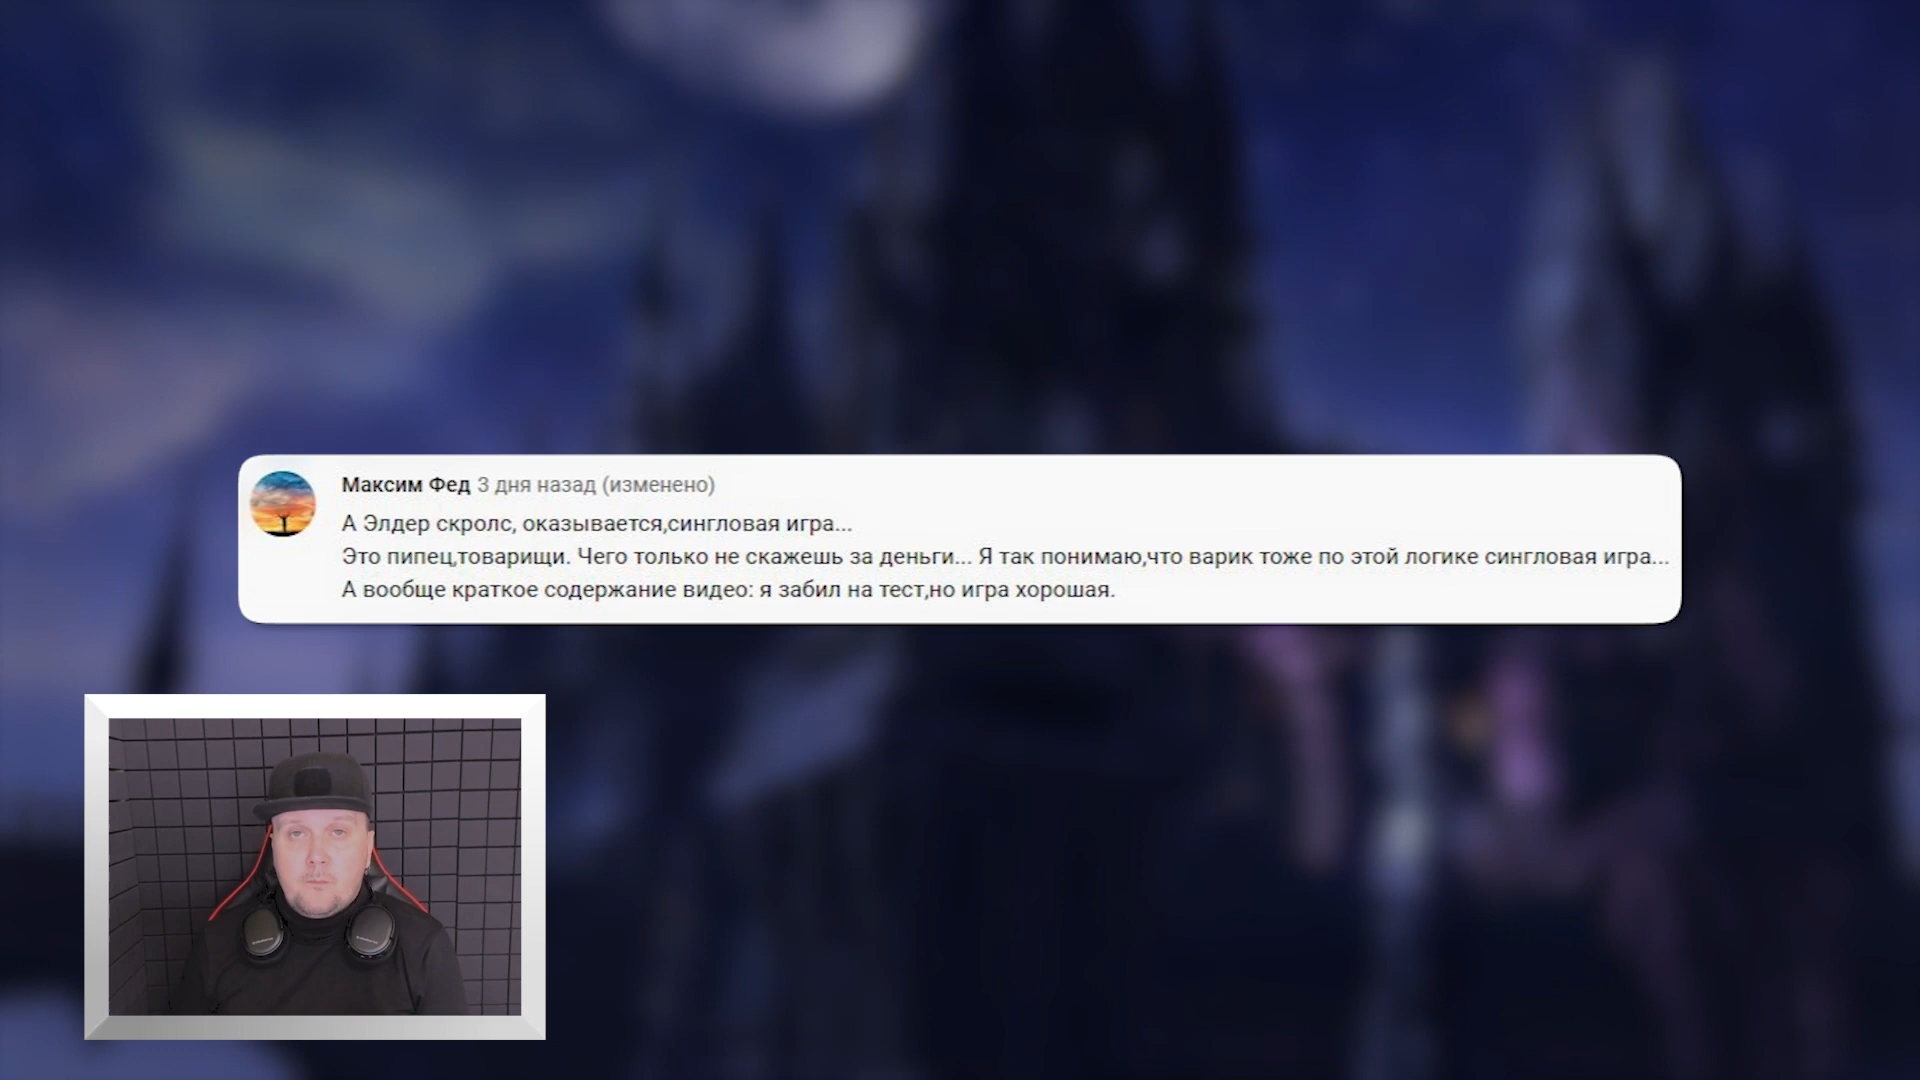 Максим Фед 3 дня назад (изменено)
А Элдер скролс, оказывается,сингловая игра...
Это пипец,товарищи. Чего только не скажешь за деньги... Я так понимаю,что варик тоже по этой логике сингловая игра...
А вообще краткое содержание видео: я забил на тест,но игра хорошая.